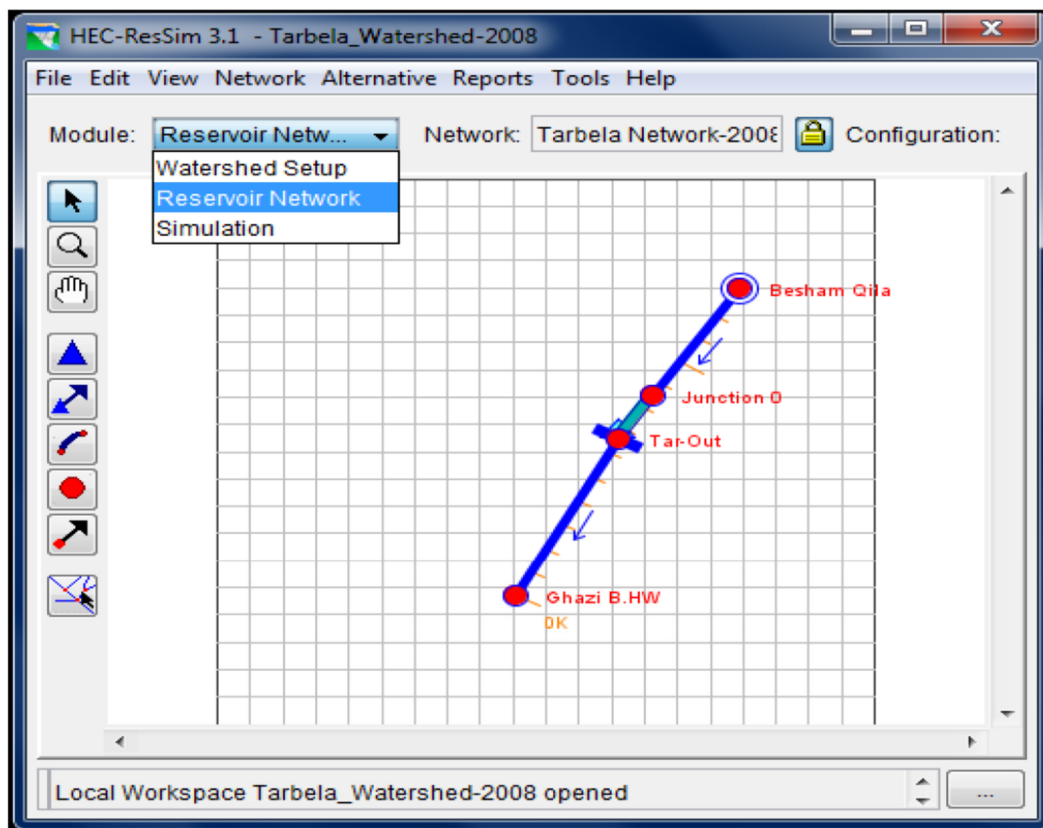 HEC-ResSim 3.1 - Tarbela_Watershed-2008
File Edit View Network Alternative Reports Tools Help
Module: Reservoir Netw... Network: Tarbela Network-2008 Configuration:
Watershed Setup
Reservoir Network
Simulation
Besham Qila
Junction 0
Tar-Out
Ghazi B.HW
0K
Local Workspace Tarbela_Watershed-2008 opened ...